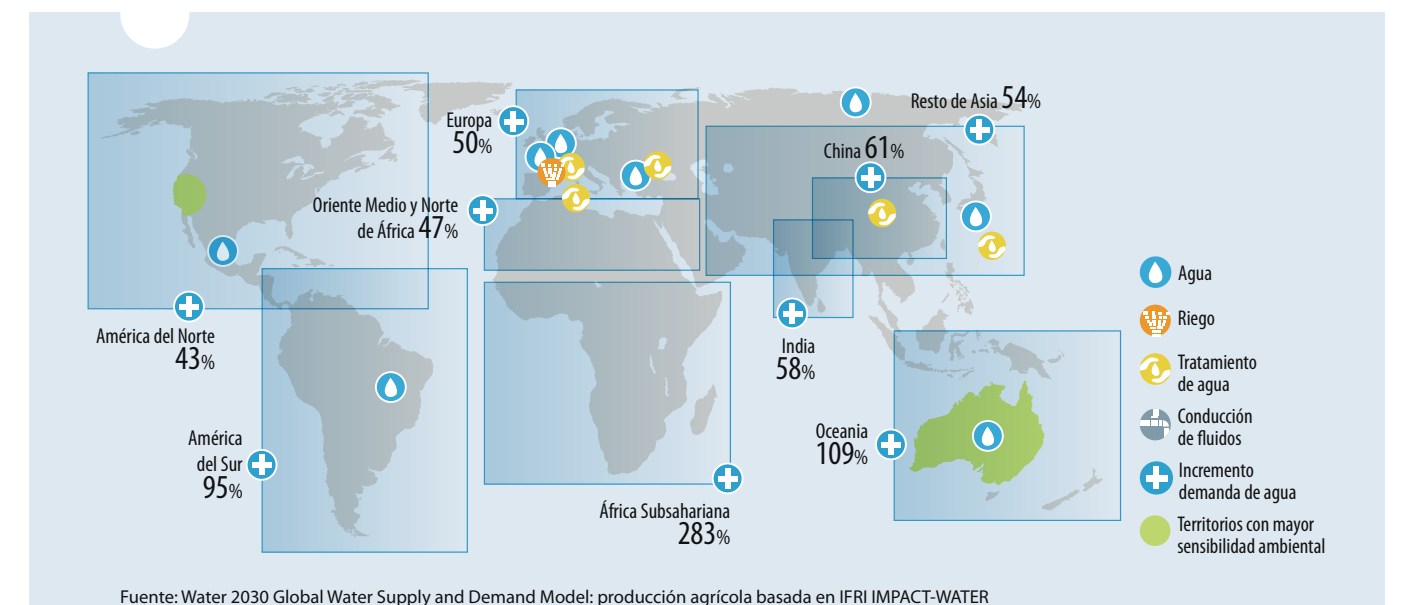 Europa
50%
Resto de Asia 54%
China 61%
Oriente Medio y Norte
de África 47%
América del Norte
43%
India
58%
América
del Sur
95%
Oceania
109%
África Subsahariana
283%
Agua
Riego
Tratamiento
de agua
Conducción
de fluidos
Incremento
demanda de agua
Territorios con mayor
sensibilidad ambiental
Fuente: Water 2030 Global Water Supply and Demand Model: producción agrícola basada en IFRI IMPACT-WATER